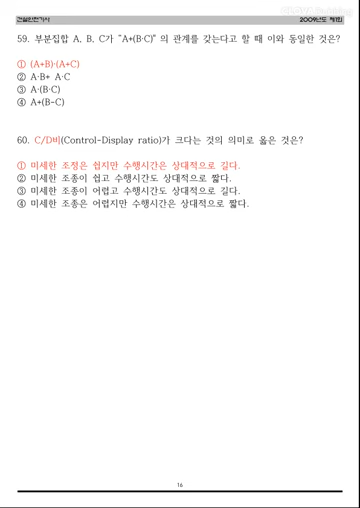 건설안전기사 2009년도 제1회
59. 부분집합 A, B, C가 "A+(B·C)" 의 관계를 갖는다고 할 때 이와 동일한 것은?
① (A+B)·(A+C)
② A·B+ A·C
③ A·(B·C)
④ A+(B-C)
60. C/D비(Control-Display ratio)가 크다는 것의 의미로 옳은 것은?
① 미세한 조정은 쉽지만 수행시간은 상대적으로 길다.
② 미세한 조종이 쉽고 수행시간도 상대적으로 짧다.
③ 미세한 조종이 어렵고 수행시간도 상대적으로 길다.
④ 미세한 조종은 어렵지만 수행시간은 상대적으로 짧다.
16